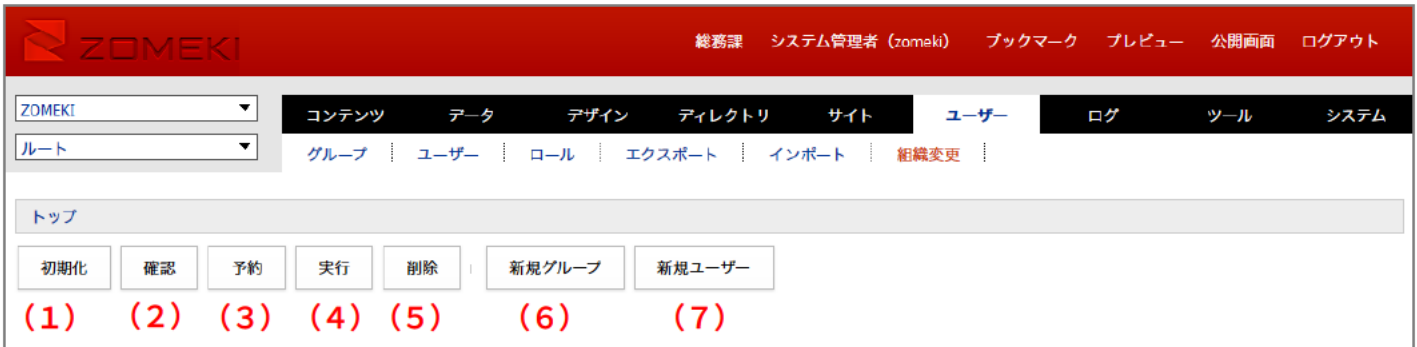 ZOMEKI 総務課 システム管理者（zomeki） ブックマーク プレビュー 公開画面 ログアウト
ZOMEKI コンテンツ データ デザイン ディレクトリ サイト ユーザー ログ ツール システム
ルート グループ ユーザー ロール エクスポート インポート 組織変更
トップ
初期化 確認 予約 実行 削除 新規グループ 新規ユーザー
（1） （2） （3） （4） （5） （6） （7）